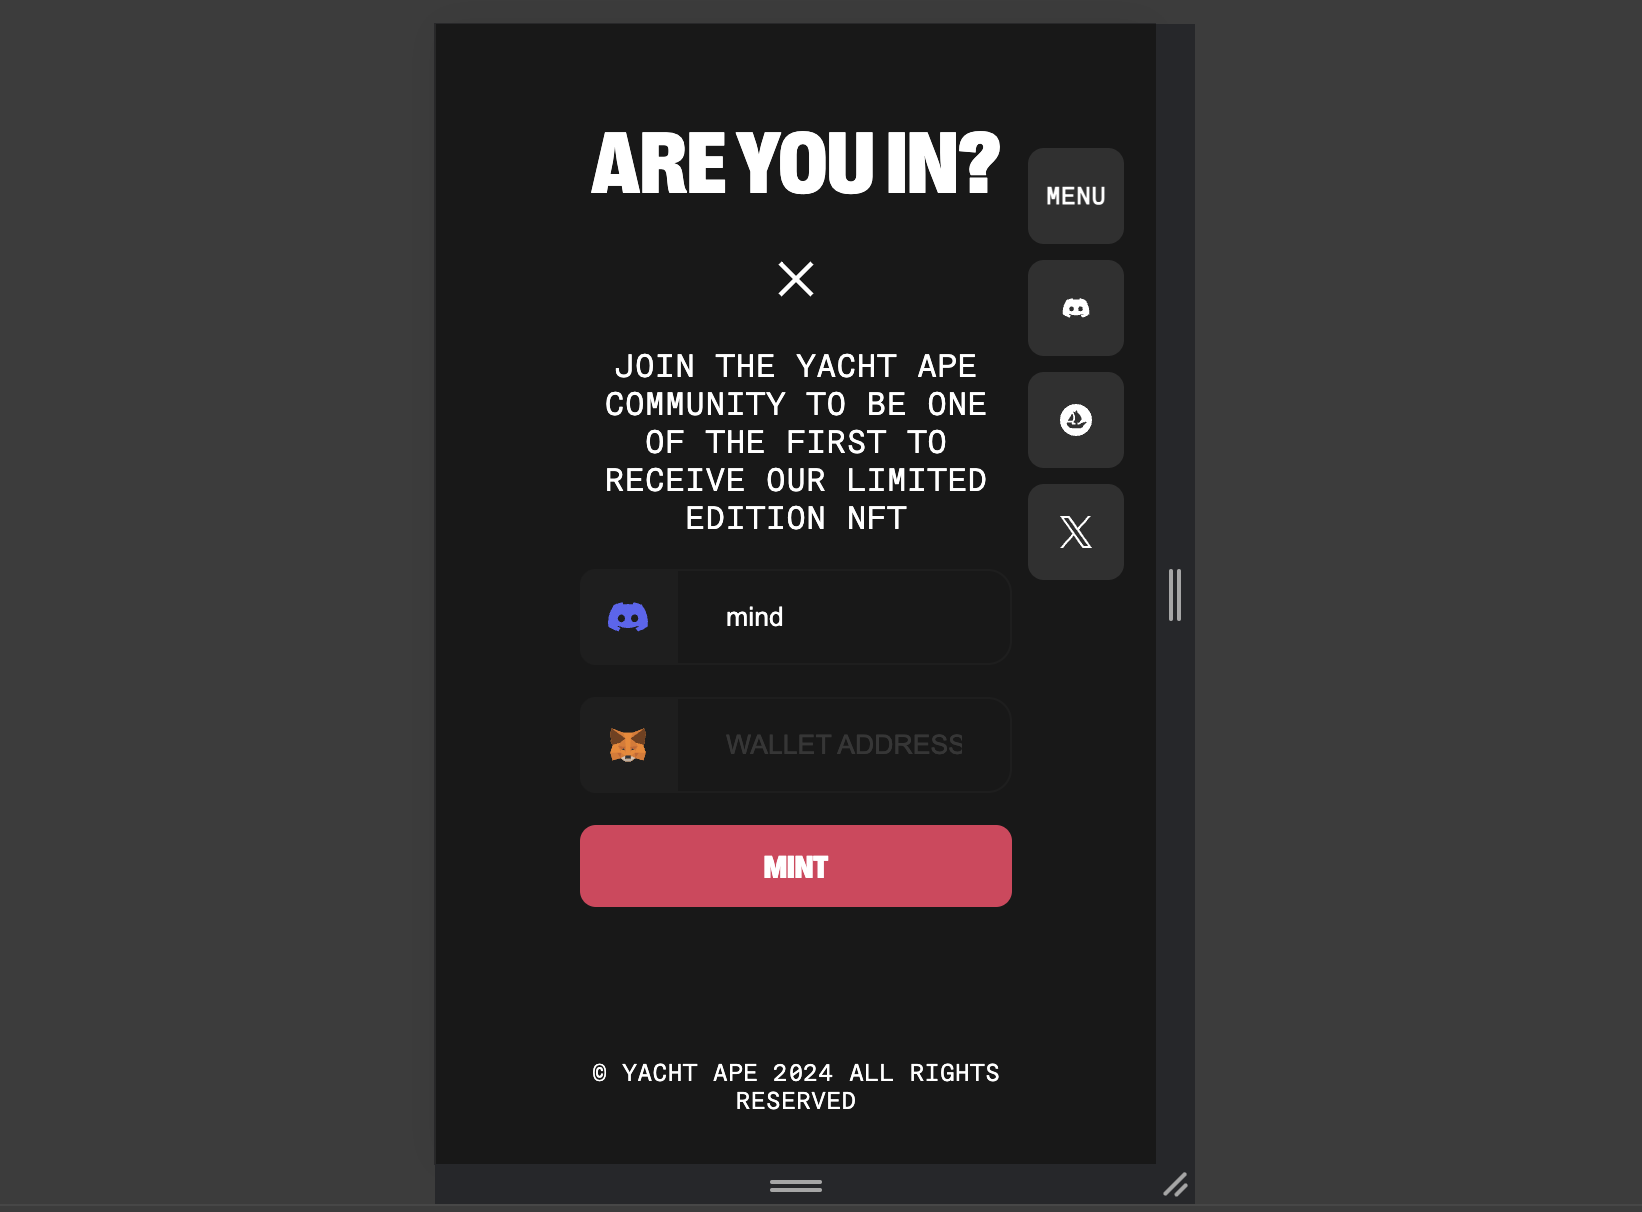 ARE YOU IN?
MENU
JOIN THE YACHT APE
COMMUNITY TO BE ONE
OF THE FIRST TO
RECEIVE OUR LIMITED
EDITION NFT
mind
WALLET ADDRESS
MINT
© YACHT APE 2024 ALL RIGHTS
RESERVED